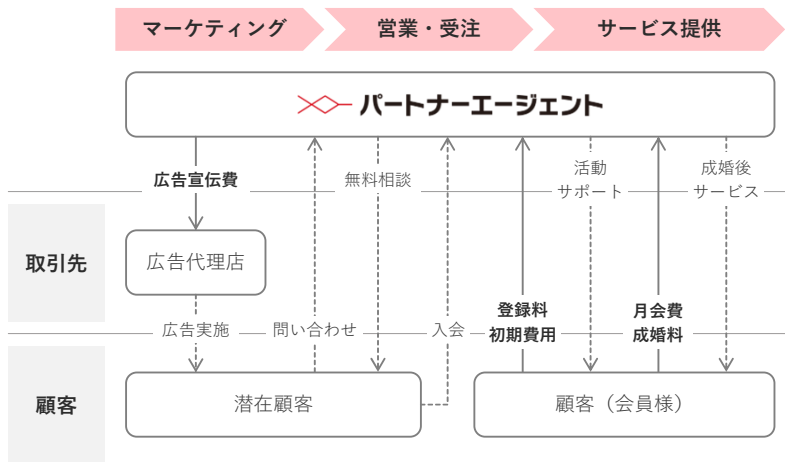 マーケティング
営業・受注
サービス提供
パートナーエージェント
広告宣伝費
無料相談
活動
サポート
成婚後
サービス
取引先
広告代理店
登録料
初期費用
月会費
成婚料
広告実施
問い合わせ
入会
顧客
潜在顧客
顧客（会員様）